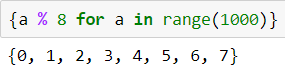 {a % 8 for a in range(1000)}
{0, 1, 2, 3, 4, 5, 6, 7}